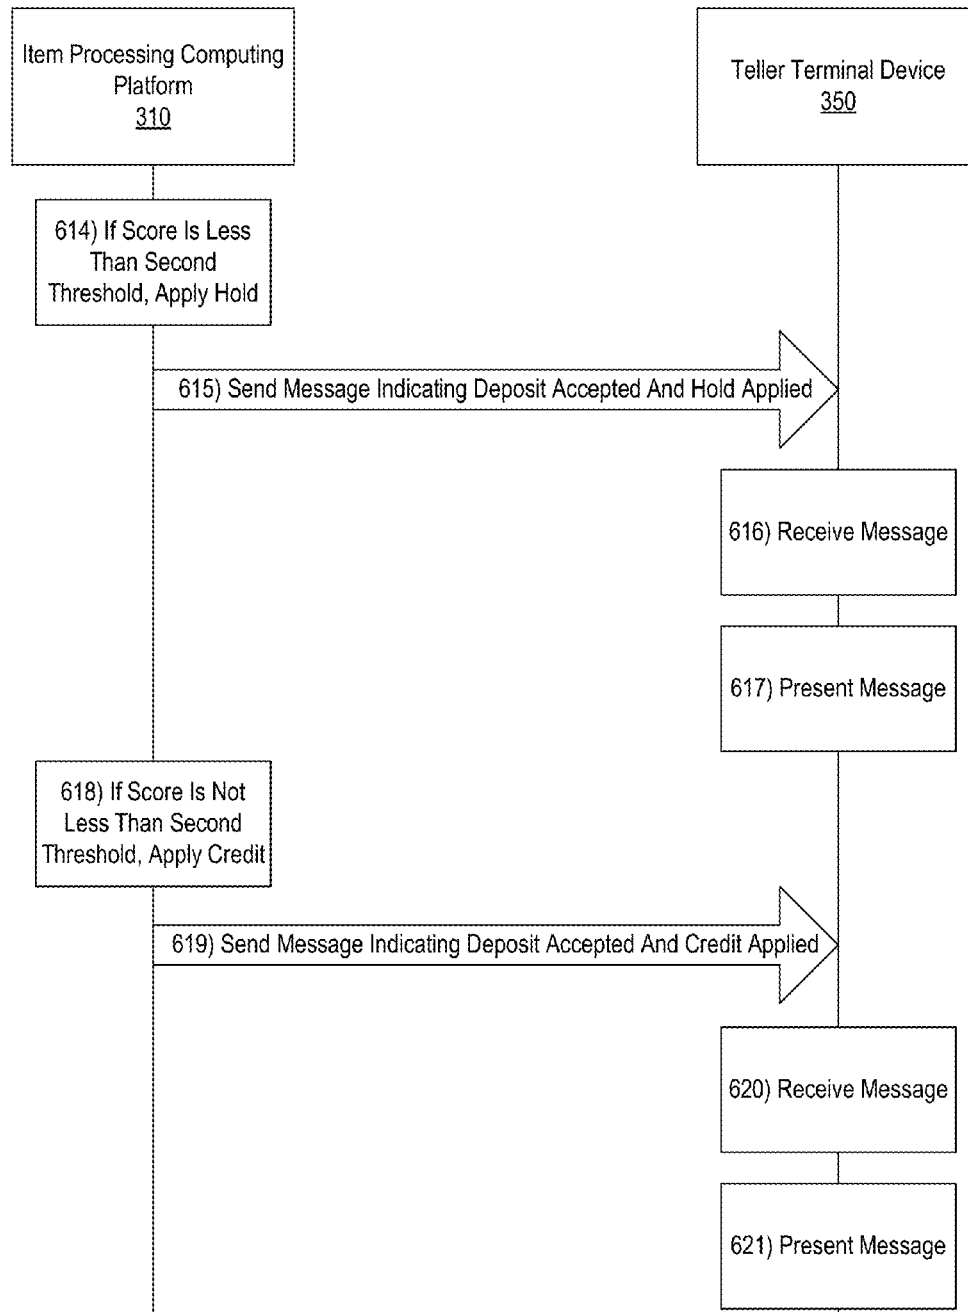 Item Processing Computing
Platform
310
Teller Terminal Device
350
614) If Score Is Less
Than Second
Threshold, Apply Hold
615) Send Message Indicating Deposit Accepted And Hold Applied
616) Receive Message
617) Present Message
618) If Score Is Not
Less Than Second
Threshold, Apply Credit
619) Send Message Indicating Deposit Accepted And Credit Applied
620) Receive Message
621) Present Message